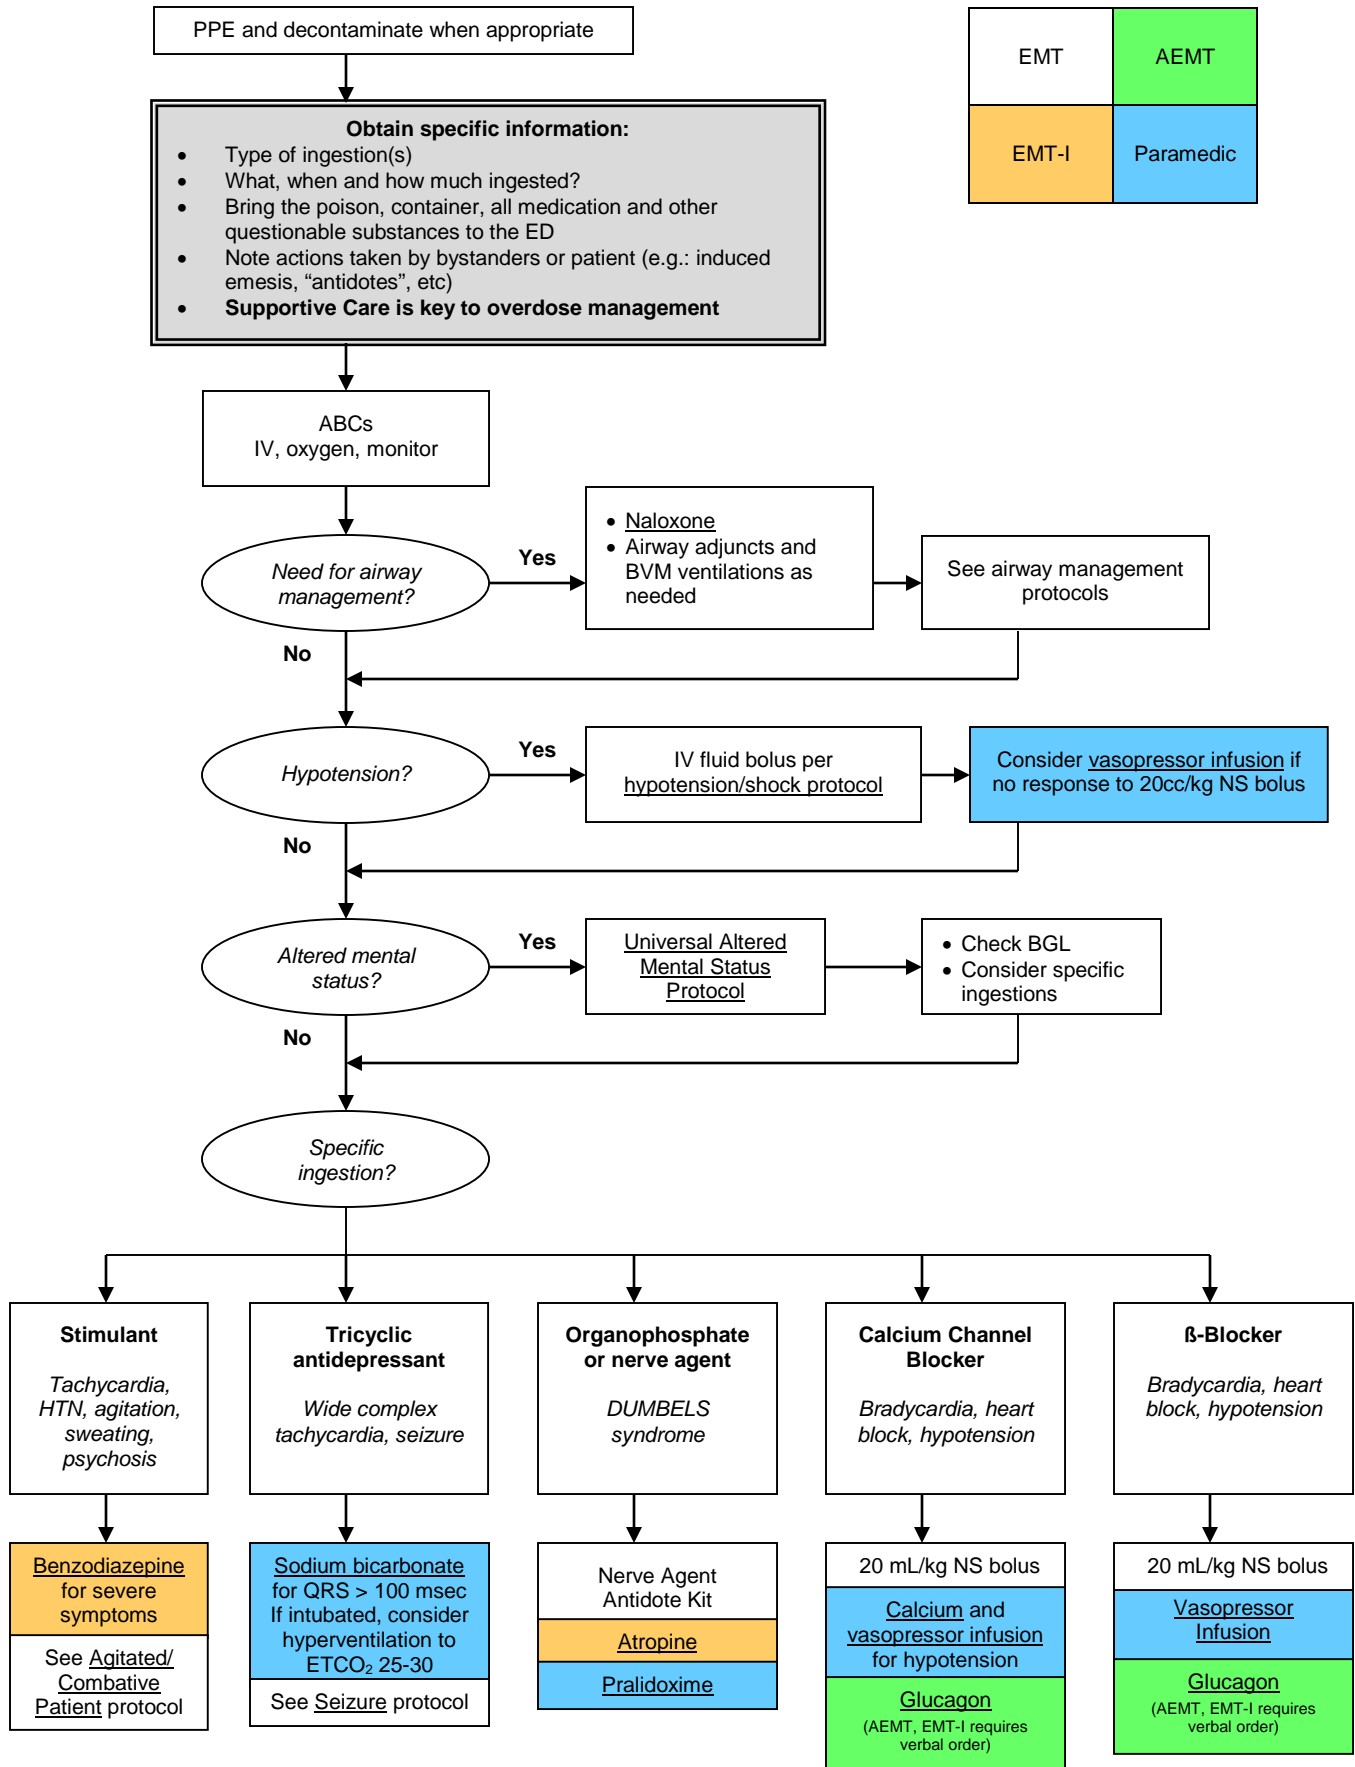 PPE and decontaminate when appropriate
EMT
AEMT
EMT-I
Paramedic
Obtain specific information:
• Type of ingestion(s)
• What, when and how much ingested?
• Bring the poison, container, all medication and other
questionable substances to the ED
• Note actions taken by bystanders or patient (e.g.: induced
emesis, “antidotes”, etc)
• Supportive Care is key to overdose management
ABCs
IV, oxygen, monitor
Need for airway
management?
Yes
• Naloxone
• Airway adjuncts and
BVM ventilations as
needed
See airway management
protocols
No
Hypotension?
Yes
IV fluid bolus per
hypotension/shock protocol
Consider vasopressor infusion if
no response to 20cc/kg NS bolus
No
Altered mental
status?
Yes
Universal Altered
Mental Status
Protocol
• Check BGL
• Consider specific
ingestions
No
Specific
ingestion?
Stimulant
Tachycardia,
HTN, agitation,
sweating,
psychosis
Benzodiazepine
for severe
symptoms
See Agitated/
Combative
Patient protocol
Tricyclic
antidepressant
Wide complex
tachycardia, seizure
Sodium bicarbonate
for QRS > 100 msec
If intubated, consider
hyperventilation to
ETCO₂ 25-30
See Seizure protocol
Organophosphate
or nerve agent
DUMBELS
syndrome
Nerve Agent
Antidote Kit
Atropine
Pralidoxime
Calcium Channel
Blocker
Bradycardia, heart
block, hypotension
20 mL/kg NS bolus
Calcium and
vasopressor infusion
for hypotension
Glucagon
(AEMT, EMT-I requires
verbal order)
ß-Blocker
Bradycardia, heart
block, hypotension
20 mL/kg NS bolus
Vasopressor
Infusion
Glucagon
(AEMT, EMT-I requires
verbal order)